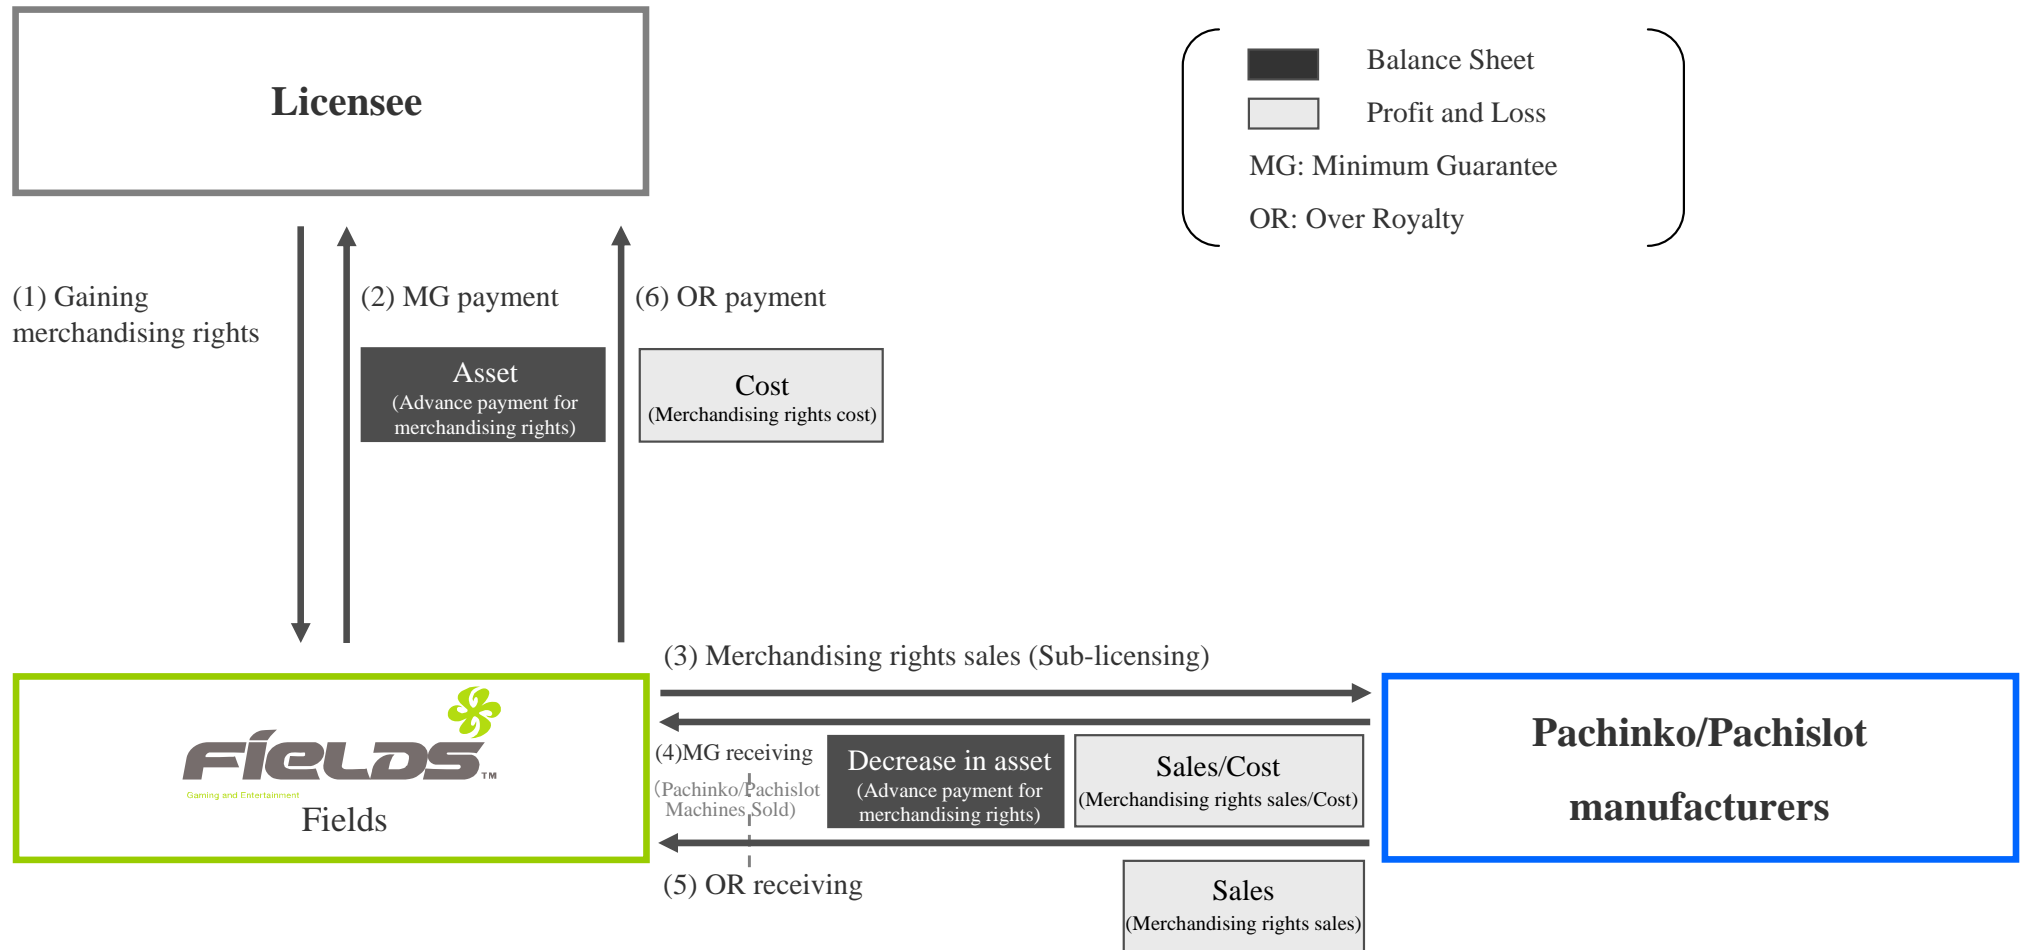 Licensee
Balance Sheet
Profit and Loss
MG: Minimum Guarantee
OR: Over Royalty
(1) Gaining
merchandising rights
(2) MG payment
Asset
(Advance payment for
merchandising rights)
(6) OR payment
Cost
(Merchandising rights cost)
(3) Merchandising rights sales (Sub-licensing)
FIELDS TM
Gaming and Entertainment
Fields
(4)MG receiving
(Pachinko/Pachislot
Machines Sold)
Decrease in asset
(Advance payment for
merchandising rights)
Sales/Cost
(Merchandising rights sales/Cost)
Pachinko/Pachislot
manufacturers
(5) OR receiving
Sales
(Merchandising rights sales)